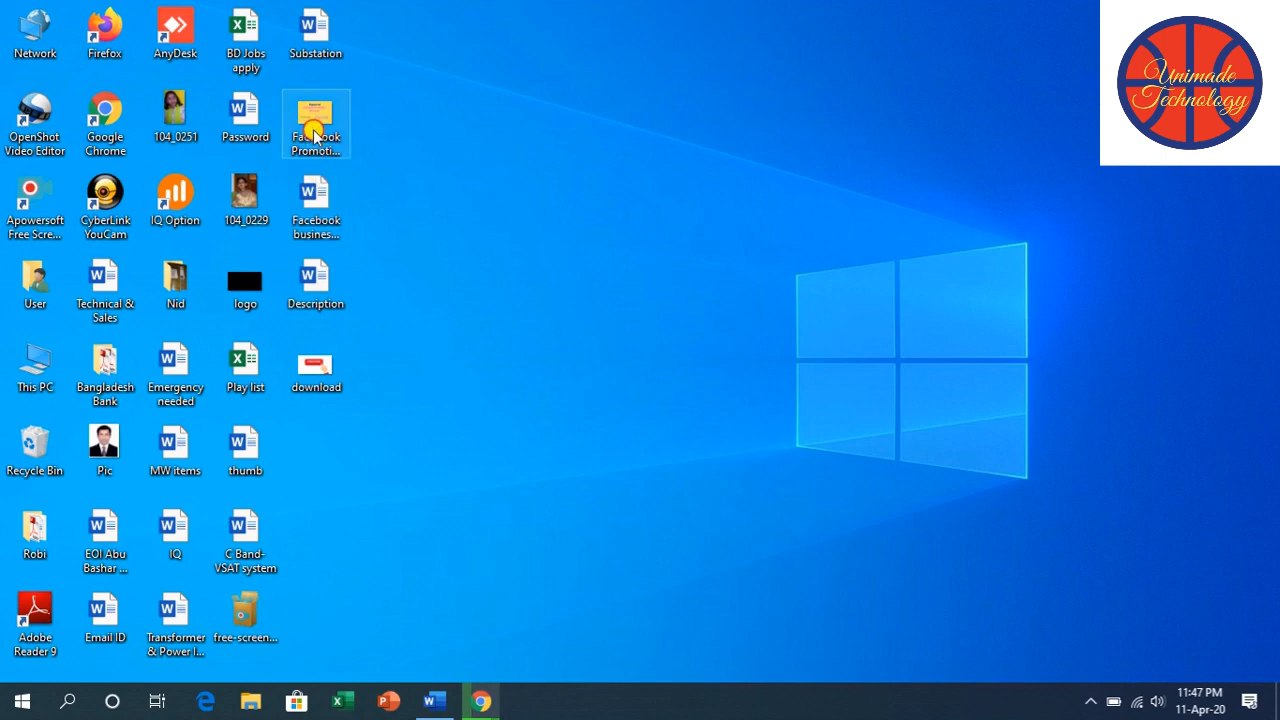 Network
Firefox
AnyDesk
BD Jobs
apply
Substation
Unimade
Technology
OpenShot
Video Editor
Google
Chrome
104_0251
Password
Facebook
Promoti...
Apowersoft
Free Scre...
CyberLink
YouCam
IQ Option
104_0229
Facebook
busines...
User
Technical &
Sales
Nid
logo
Description
This PC
Bangladesh
Bank
Emergency
needed
Play list
download
Recycle Bin
Pic
MW items
thumb
Robi
EOI Abu
Bashar ...
IQ
C Band-
VSAT system
Adobe
Reader 9
Email ID
Transformer
& Power I...
free-screen...
11:47 PM
11-Apr-20